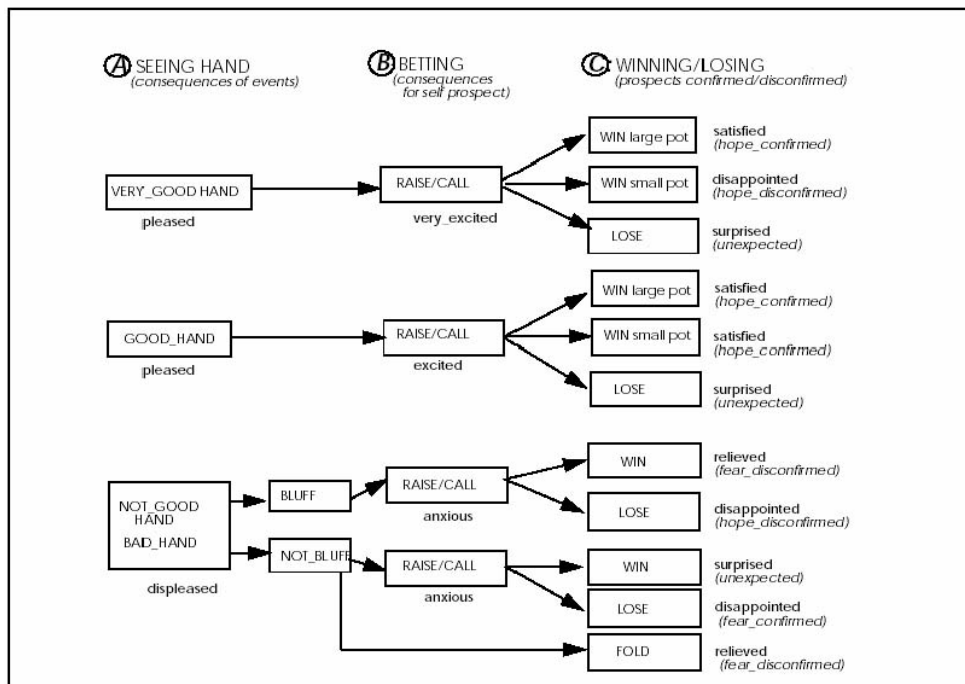 A SEEING HAND
(consequences of events)
B BETTING
(consequences
for self prospect)
C WINNING/LOSING
(prospects confirmed/disconfirmed)
VERY_GOOD HAND
pleased
RAISE/CALL
very_excited
WIN large pot
satisfied
(hope_confirmed)
WIN small pot
disappointed
(hope_disconfirmed)
LOSE
surprised
(unexpected)
GOOD_HAND
pleased
RAISE/CALL
excited
WIN large pot
satisfied
(hope_confirmed)
WIN small pot
satisfied
(hope_confirmed)
LOSE
surprised
(unexpected)
NOT_GOOD
HAND
BAD_HAND
displeased
BLUFF
RAISE/CALL
anxious
WIN
relieved
(fear_disconfirmed)
LOSE
disappointed
(hope_disconfirmed)
NOT_BLUFF
RAISE/CALL
anxious
WIN
surprised
(unexpected)
LOSE
disappointed
(fear_confirmed)
FOLD
relieved
(fear_disconfirmed)